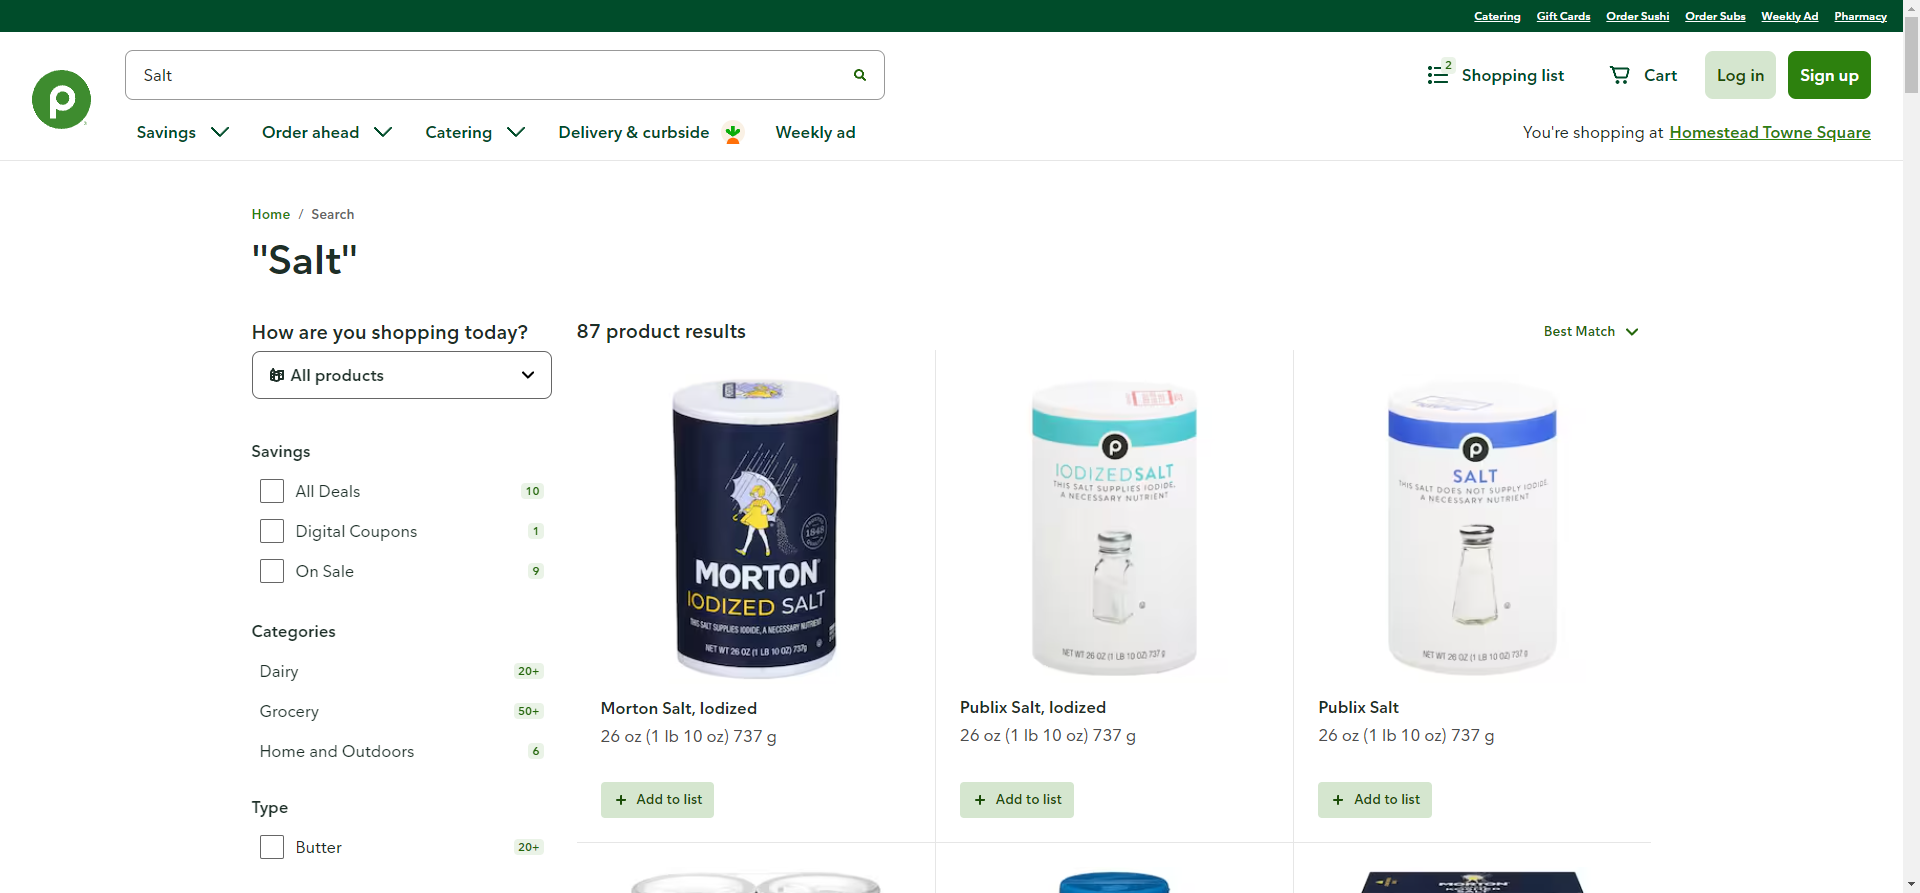 Catering Gift Cards Order Sushi Order Subs Weekly Ad Pharmacy
Salt
2 Shopping list Cart Log in Sign up
Savings Order ahead Catering Delivery & curbside Weekly ad
You're shopping at Homestead Towne Square
Home / Search
"Salt"
How are you shopping today?
All products
87 product results
Best Match
Savings
All Deals 10
Digital Coupons 1
On Sale 9
Categories
Dairy 20+
Grocery 50+
Home and Outdoors 6
Type
Butter 20+
MORTON
IODIZED SALT
THIS SALT SUPPLIES IODIDE, A NECESSARY NUTRIENT
NET WT 26 OZ (1 LB 10 OZ) 737g
1848
Morton Salt, Iodized
26 oz (1 lb 10 oz) 737 g
+ Add to list
P
IODIZED SALT
THIS SALT SUPPLIES IODIDE,
A NECESSARY NUTRIENT
NET WT 26 OZ (1 LB 10 OZ) 737 g
Publix Salt, Iodized
26 oz (1 lb 10 oz) 737 g
+ Add to list
P
SALT
THIS SALT DOES NOT SUPPLY IODIDE,
A NECESSARY NUTRIENT
NET WT 26 OZ (1 LB 10 OZ) 737 g
Publix Salt
26 oz (1 lb 10 oz) 737 g
+ Add to list
MORTON